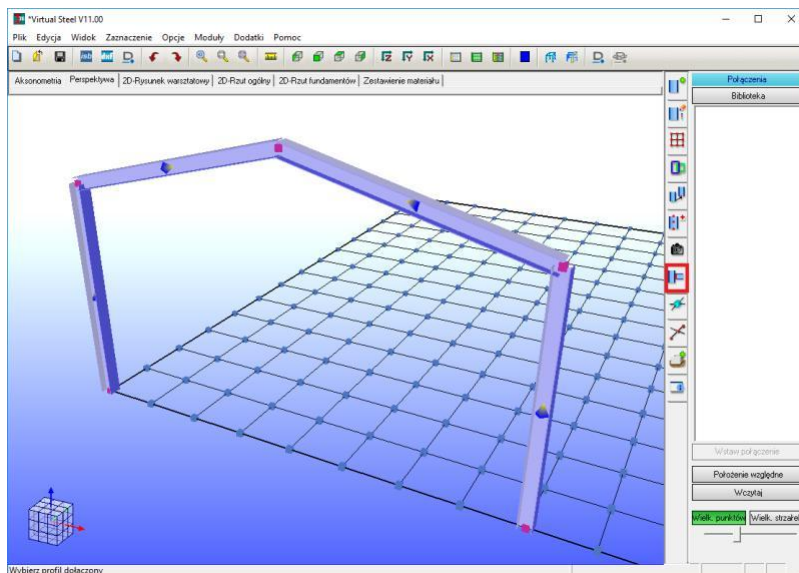 *Virtual Steel V11.00
Plik Edycja Widok Zaznaczenie Opcje Moduły Dodatki Pomoc
Aksonometria Perspektywa 2D-Rysunek warsztatowy 2D-Rzut ogólny 2D-Rzut fundamentów Zestawienie materiału
Połączenia
Biblioteka
Wstaw połączenie
Położenie względne
Wczytaj
Wielk. punktów Wielk. strzałek
Wybierz profil dołączony